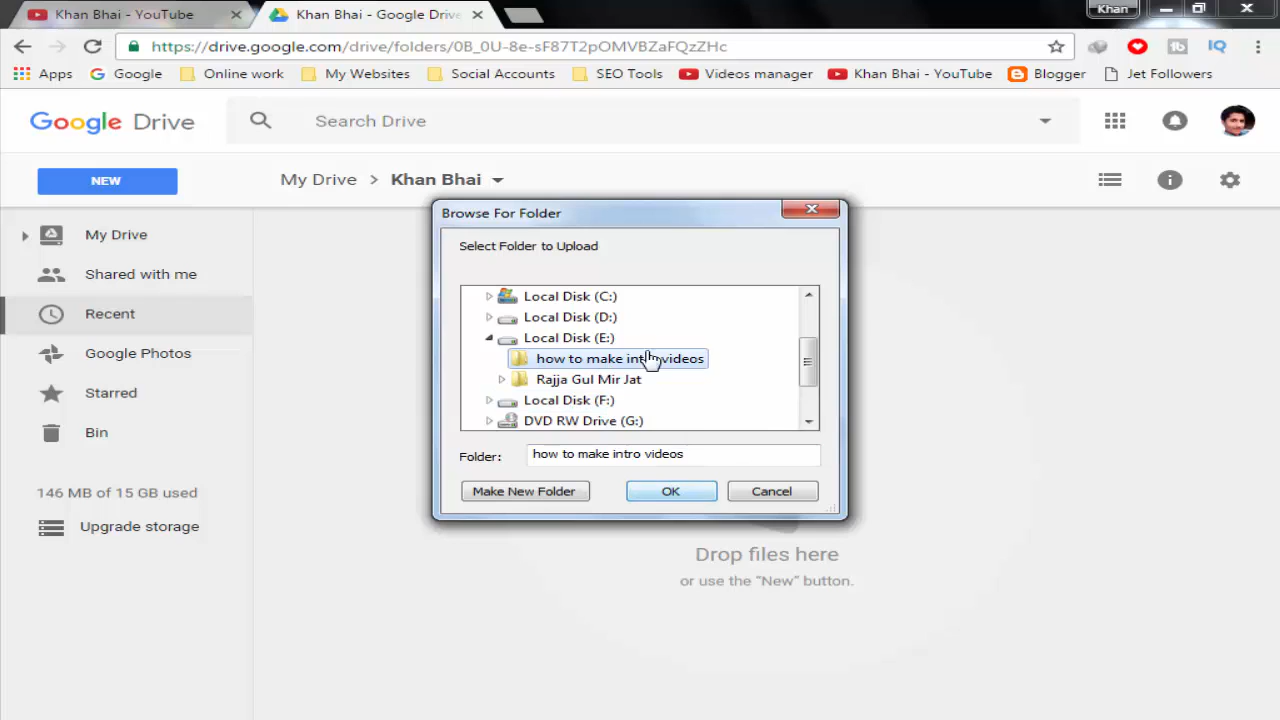 Khan Bhai - YouTube
Khan Bhai - Google Drive
Khan
https://drive.google.com/drive/folders/0B_0U-8e-sF87T2pOMVBZaFQzZHc
Apps
Google
Online work
My Websites
Social Accounts
SEO Tools
Videos manager
Khan Bhai - YouTube
Blogger
Jet Followers
Google Drive
Search Drive
NEW
My Drive > Khan Bhai
My Drive
Shared with me
Recent
Google Photos
Starred
Bin
146 MB of 15 GB used
Upgrade storage
Browse For Folder
Select Folder to Upload
Local Disk (C:)
Local Disk (D:)
Local Disk (E:)
how to make intro videos
Rajja Gul Mir Jat
Local Disk (F:)
DVD RW Drive (G:)
Folder: how to make intro videos
Make New Folder
OK
Cancel
Drop files here
or use the "New" button.